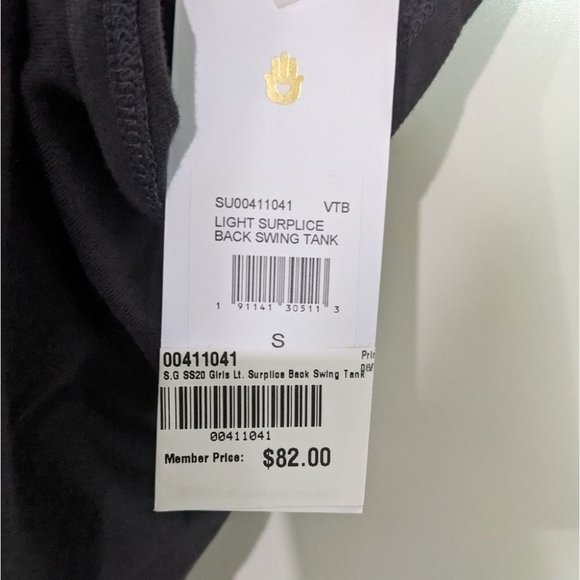 SU00411041 VTB
LIGHT SURPLICE
BACK SWING TANK
1 91141 30511 3
S
00411041
S.G SS20 Girls Lt. Surplice Back Swing Tank
00411041
Member Price: $82.00